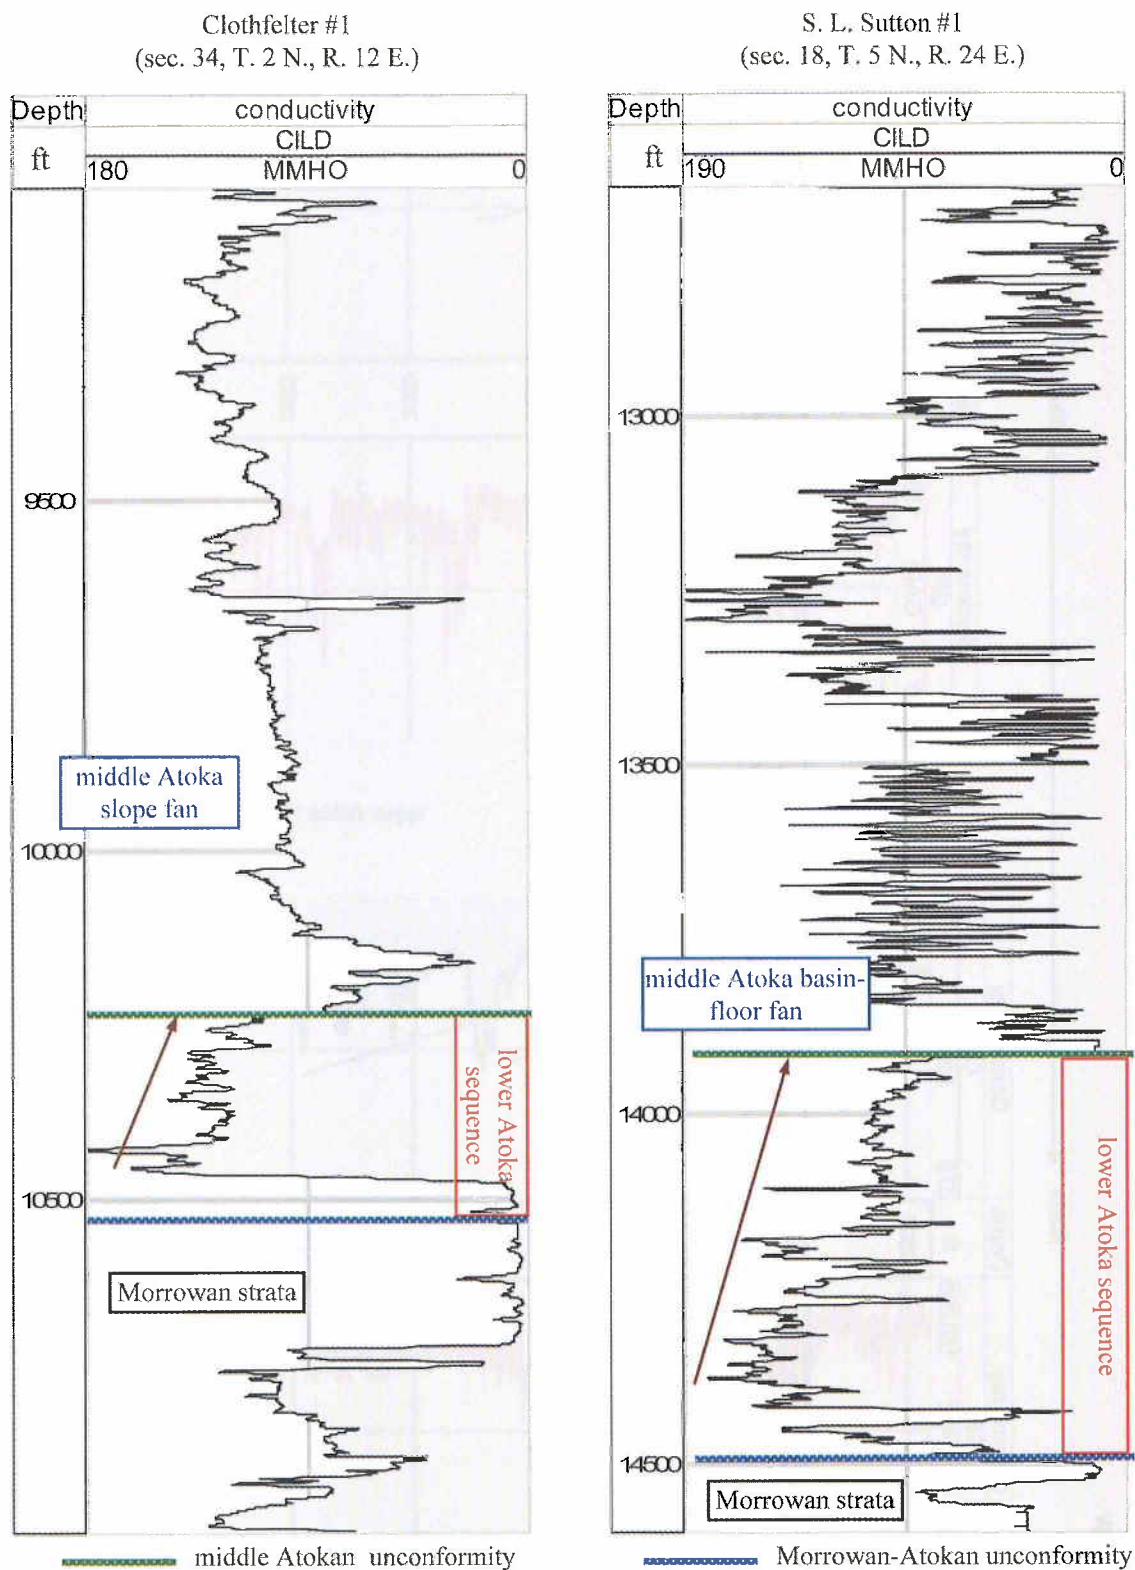 Clothfelter #1
(sec. 34, T. 2 N., R. 12 E.)
Depth
conductivity
ft
CILD
180 MMHO 0
9500
middle Atoka
slope fan
10000
lower Atoka
sequence
10500
Morrowan strata
middle Atokan unconformity
S. L. Sutton #1
(sec. 18, T. 5 N., R. 24 E.)
Depth
conductivity
ft
CILD
190 MMHO 0
13000
13500
middle Atoka basin-
floor fan
14000
lower Atoka sequence
14500
Morrowan strata
Morrowan-Atokan unconformity